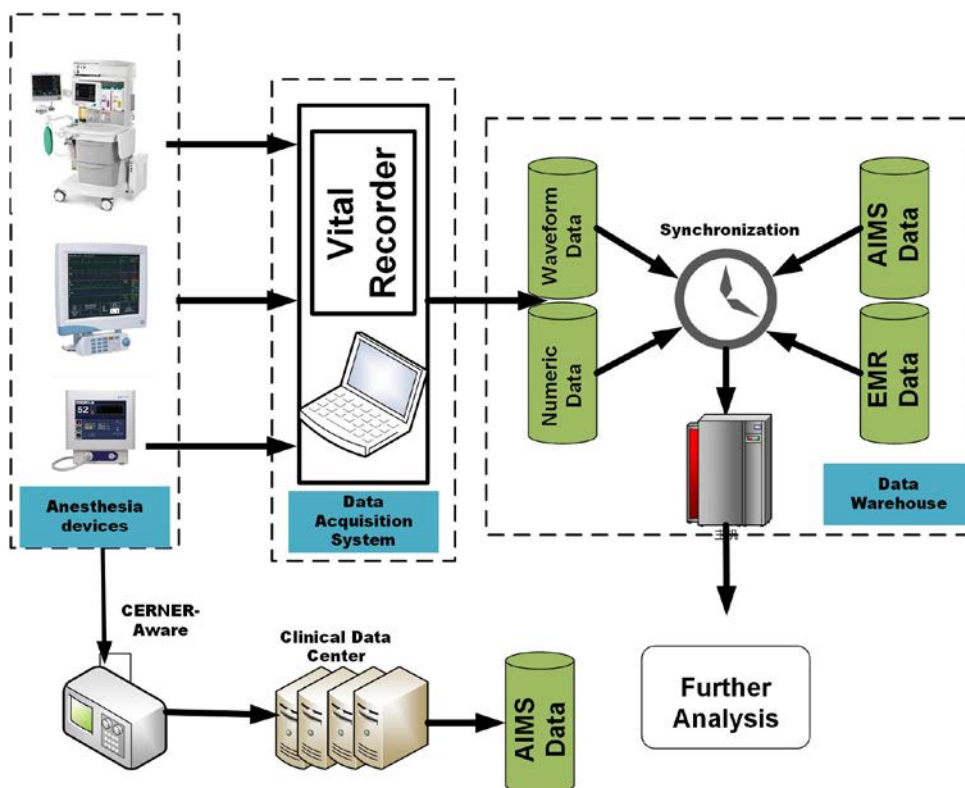 Vital
Recorder
Waveform
Data
Numeric
Data
Synchronization
AIMS
Data
EMR
Data
Anesthesia
devices
Data
Acquisition
System
Data
Warehouse
CERNER-
Aware
Clinical Data
Center
AIMS
Data
Further
Analysis